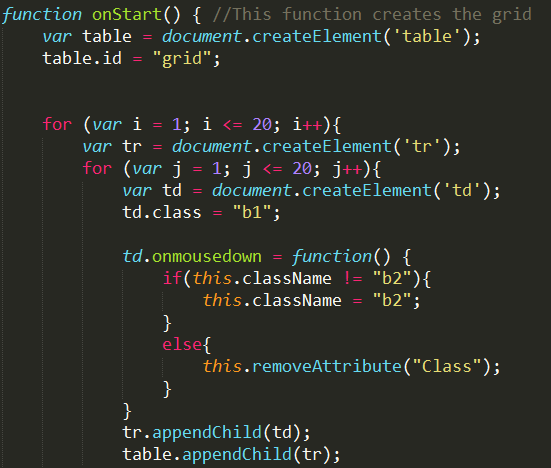 function onStart() { //This function creates the grid
var table = document.createElement('table');
table.id = "grid";
for (var i = 1; i <= 20; i++){
var tr = document.createElement('tr');
for (var j = 1; j <= 20; j++){
var td = document.createElement('td');
td.class = "b1";
td.onmousedown = function() {
if(this.className != "b2"){
this.className = "b2";
}
else{
this.removeAttribute("Class");
}
}
tr.appendChild(td);
table.appendChild(tr);